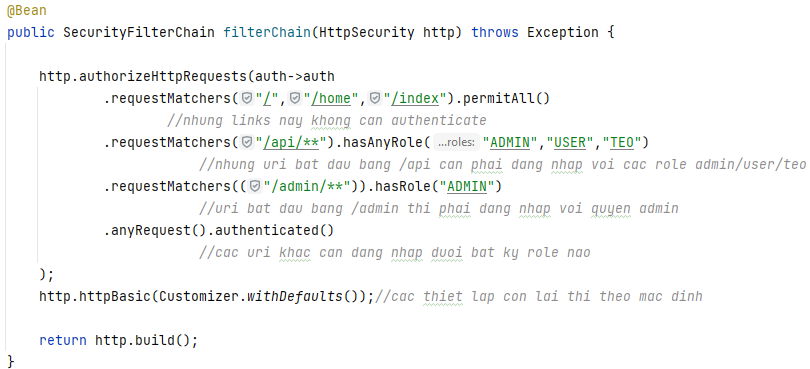 @Bean
public SecurityFilterChain filterChain(HttpSecurity http) throws Exception {
http.authorizeHttpRequests(auth->auth
.requestMatchers("/","/home","/index").permitAll()
//nhung links nay khong can authenticate
.requestMatchers("/api/**").hasAnyRole( ...roles: "ADMIN","USER","TEO")
//nhung uri bat dau bang /api can phai dang nhap voi cac role admin/user/teo
.requestMatchers(("/admin/**")).hasRole("ADMIN")
//uri bat dau bang /admin thi phai dang nhap voi quyen admin
.anyRequest().authenticated()
//cac uri khac can dang nhap duoi bat ky role nao
);
http.httpBasic(Customizer.withDefaults());//cac thiet lap con lai thi theo mac dinh
return http.build();
}